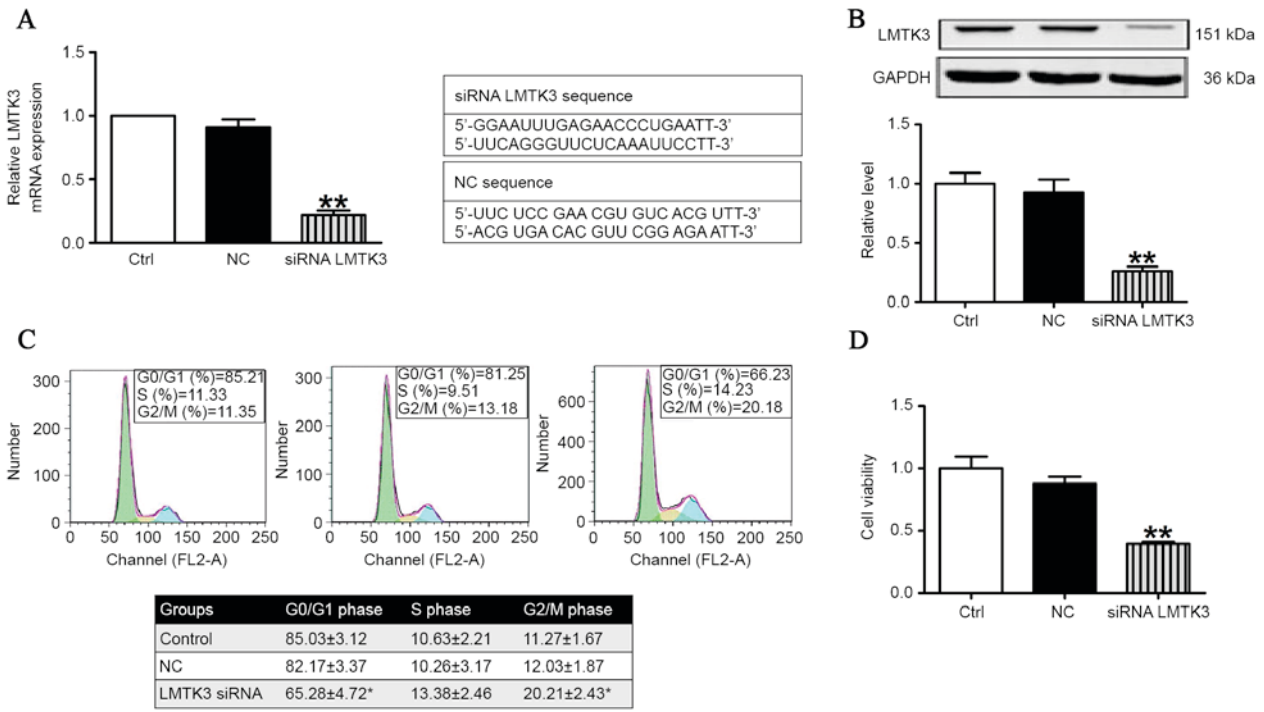 A
Relative LMTK3
mRNA expression
1.5
1.0
0.5
0.0
**
Ctrl
NC
siRNA LMTK3
siRNA LMTK3 sequence
5'-GGAAUUUGAGAACCCUGAATT-3'
5'-UUCAGGGUUCUCAAAUUCCTT-3'
NC sequence
5'-UUC UCC GAA CGU GUC ACG UTT-3'
5'-ACG UGA CAC GUU CGG AGA ATT-3'
B
LMTK3
151 kDa
GAPDH
36 kDa
Relative level
1.5
1.0
0.5
0.0
**
Ctrl
NC
siRNA LMTK3
C
Number
300
200
100
0
G0/G1 (%)=85.21
S (%)=11.33
G2/M (%)=11.35
0 50 100 150 200 250
Channel (FL2-A)
Number
300
200
100
0
G0/G1 (%)=81.25
S (%)=9.51
G2/M (%)=13.18
0 50 100 150 200 250
Channel (FL2-A)
Number
600
400
200
0
G0/G1 (%)=66.23
S (%)=14.23
G2/M (%)=20.18
0 50 100 150 200 250
Channel (FL2-A)
Groups G0/G1 phase S phase G2/M phase
Control 85.03±3.12 10.63±2.21 11.27±1.67
NC 82.17±3.37 10.26±3.17 12.03±1.87
LMTK3 siRNA 65.28±4.72* 13.38±2.46 20.21±2.43*
D
Cell viability
1.5
1.0
0.5
0.0
**
Ctrl
NC
siRNA LMTK3